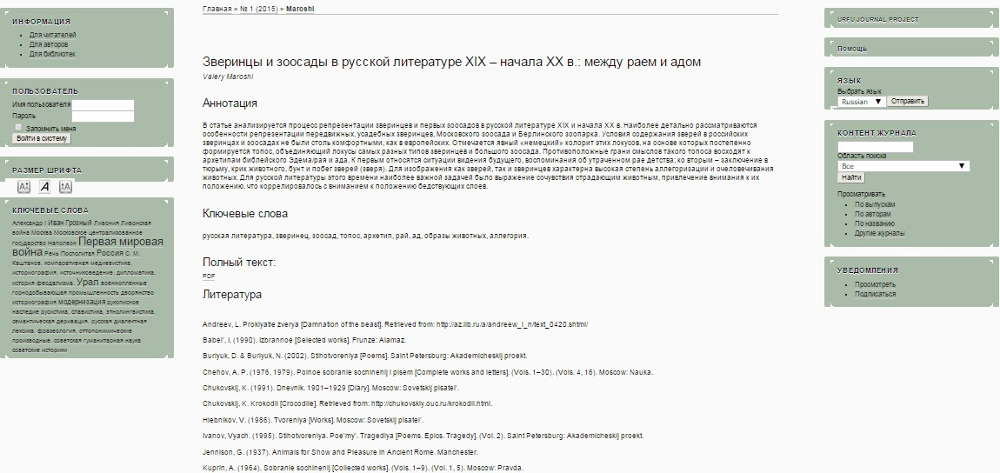 ИНФОРМАЦИЯ
Для читателей
Для авторов
Для библиотек
ПОЛЬЗОВАТЕЛЬ
Имя пользователя
Пароль
Запомнить меня
Войти в систему
РАЗМЕР ШРИФТА
КЛЮЧЕВЫЕ СЛОВА
Александр I Иван Грозный Ливония Ливонская
война Москва Московское централизованное
государство Наполеон Первая мировая
война Речь Посполитая Россия С. М.
Каштанов, компаративная медиевистика,
историография, источниковедение, дипломатика,
история феодализма. Урал военнопленные
горнодобывающая промышленность дворянство
историография модернизация рукописное
наследие русистика, славистика, этнолингвистика,
семантическая деривация, русская диалектная
лексика, фразеология, оттопонимические
производные, советская гуманитарная наука
советские историки
Главная > № 1 (2015) > Maroshi
Зверинцы и зоосады в русской литературе XIX – начала XX в.: между раем и адом
Valery Maroshi
Аннотация
В статье анализируется процесс репрезентации зверинцев и первых зоосадов в русской литературе XIX и начала XX в. Наиболее детально рассматриваются
особенности репрезентации передвижных, усадебных зверинцев, Московского зоосада и Берлинского зоопарка. Условия содержания зверей в российских
зверинцах и зоосадах не были столь комфортными, как в европейских. Отмечается явный «немецкий» колорит этих локусов, на основе которых постепенно
формируется топос, объединяющий локусы самых разных типов зверинцев и большого зоосада. Противоположные грани смыслов такого топоса восходят к
архетипам библейского Эдема/рая и ада. К первым относятся ситуации видения будущего, воспоминания об утраченном рае детства; ко вторым – заключение в
тюрьму, крик животного, бунт и побег зверя (зверя). Для изображения как зверей, так и зверинцев характерна высокая степень аллегоризации и очеловечивания
животных. Для русской литературы этого времени наиболее важной задачей было выражение сочувствия страдающим животным, привлечение внимания к их
положению, что коррелировалось с вниманием к положению бедствующих слоев.
Ключевые слова
русская литература, зверинец, зоосад, топос, архетип, рай, ад, образы животных, аллегория.
Полный текст:
PDF
Литература
Andreev, L. Proklyatie zverya [Damnation of the beast]. Retrieved from: http://az.lib.ru/a/andreew_l_n/text_0420.shtml/
Babel', I. (1990). Izbrannoe [Selected works]. Frunze: Alamaz.
Burlyuk, D. & Burlyuk, N. (2002). Stihotvoreniya [Poems]. Saint Petersburg: Akademicheskij proekt.
Chehov, A. P. (1976, 1979). Polnoe sobranie sochinenij i pisem [Complete works and letters]. (Vols. 1–30). (Vols. 4, 16). Moscow: Nauka.
Chukovskij, K. (1991). Dnevnik. 1901–1929 [Diary]. Moscow: Sovetskij pisatel'.
Chukovskij, K. Krokodil [Crocodile]. Retrieved from: http://chukovskiy.ouc.ru/krokodil.html.
Hlebnikov, V. (1986). Tvoreniya [Works]. Moscow: Sovetskij pisatel'.
Ivanov, Vyach. (1995). Stihotvoreniya. Poe'my'. Tragediya [Poems. Epics. Tragedy]. (Vol. 2). Saint Petersburg: Akademicheskij proekt.
Jennison, G. (1937). Animals for Show and Pleasure in Ancient Rome. Manchester.
Kuprin, A. (1964). Sobranie sochinenij [Collected works]. (Vols. 1–9). (Vol. 1, 5). Moscow: Pravda.
URFU JOURNAL PROJECT
Помощь
ЯЗЫК
Выбрать язык
Russian Отправить
КОНТЕНТ ЖУРНАЛА
Область поиска
Все
Найти
Просматривать
По выпускам
По авторам
По названию
Другие журналы
УВЕДОМЛЕНИЯ
Просмотреть
Подписаться